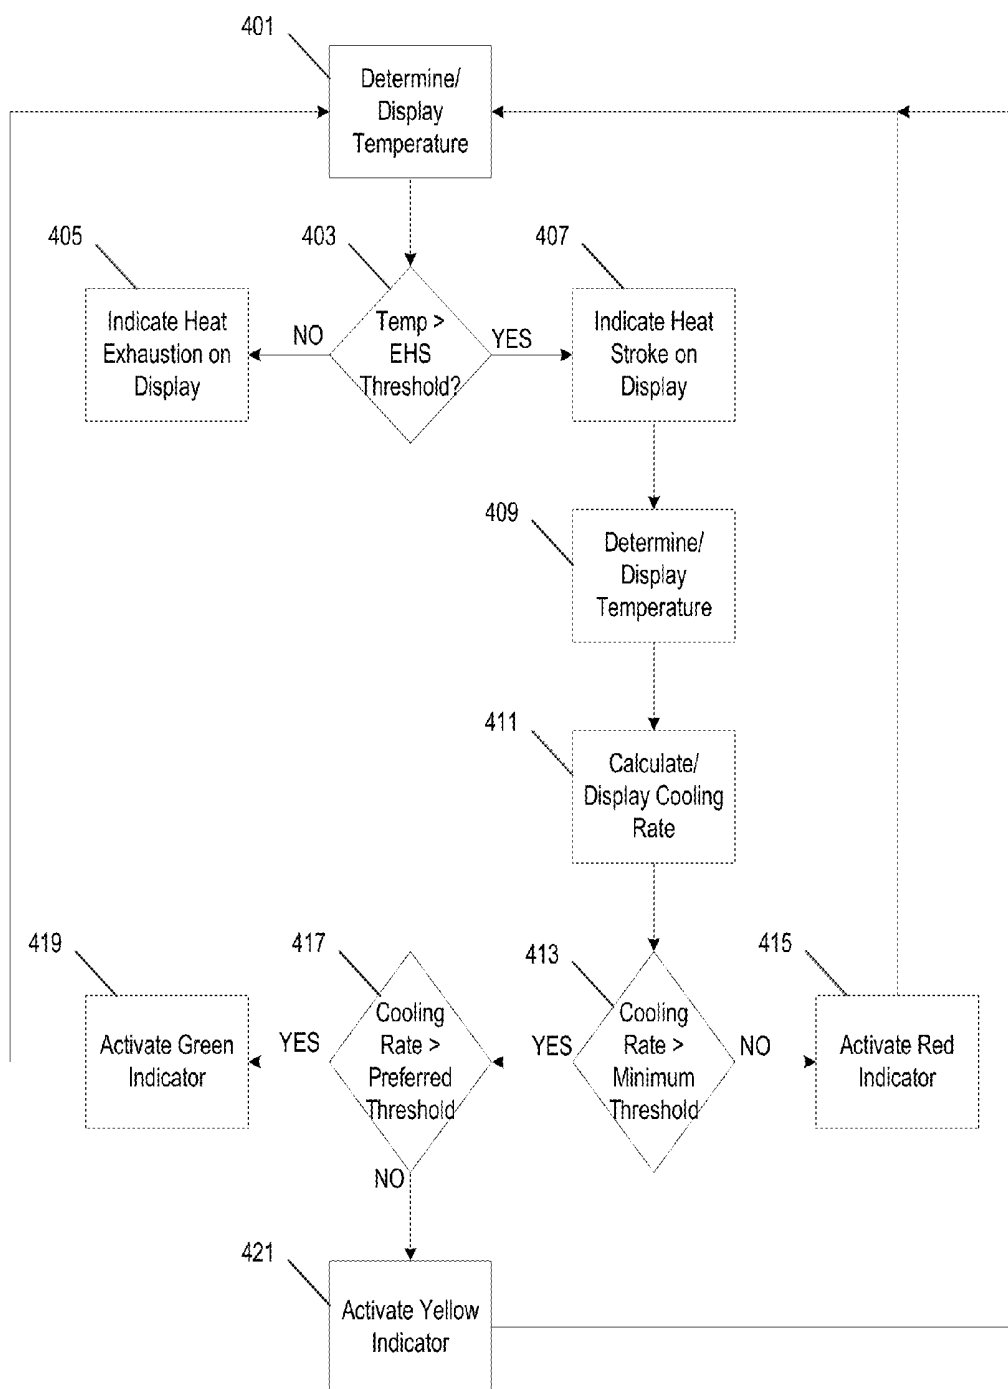 401
Determine/
Display
Temperature
405
403
407
Indicate Heat
Exhaustion on
Display
NO
Temp >
EHS
Threshold?
YES
Indicate Heat
Stroke on
Display
409
Determine/
Display
Temperature
411
Calculate/
Display Cooling
Rate
419
417
413
415
Activate Green
Indicator
YES
Cooling
Rate >
Preferred
Threshold
YES
Cooling
Rate >
Minimum
Threshold
NO
Activate Red
Indicator
NO
421
Activate Yellow
Indicator